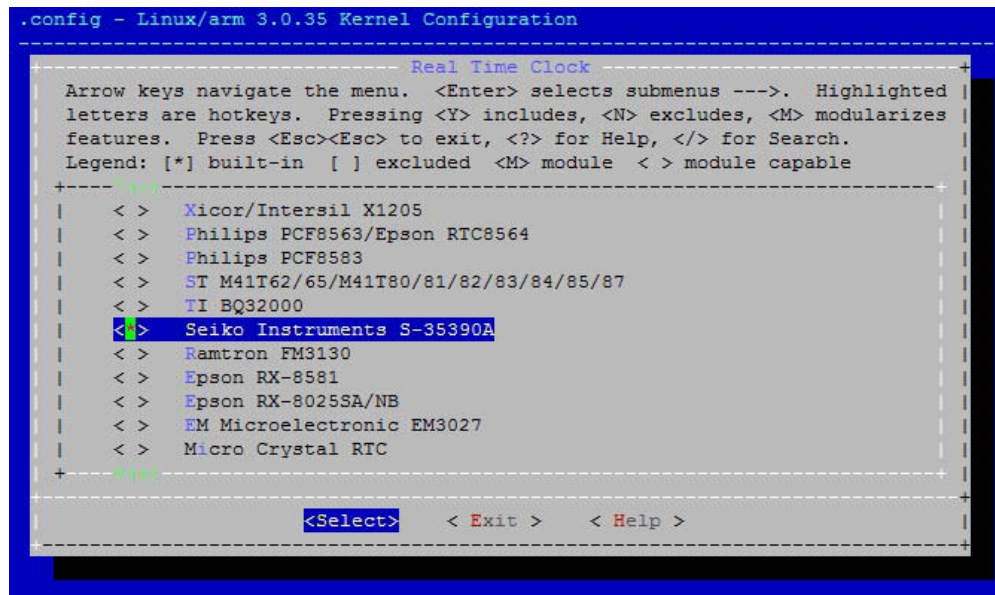 .config - Linux/arm 3.0.35 Kernel Configuration
Real Time Clock
Arrow keys navigate the menu. <Enter> selects submenus --->. Highlighted
letters are hotkeys. Pressing <Y> includes, <N> excludes, <M> modularizes
features. Press <Esc><Esc> to exit, <?> for Help, </> for Search.
Legend: [*] built-in [ ] excluded <M> module < > module capable
< > Xicor/Intersil X1205
< > Philips PCF8563/Epson RTC8564
< > Philips PCF8583
< > ST M41T62/65/M41T80/81/82/83/84/85/87
< > TI BQ32000
<*> Seiko Instruments S-35390A
< > Ramtron FM3130
< > Epson RX-8581
< > Epson RX-8025SA/NB
< > EM Microelectronic EM3027
< > Micro Crystal RTC
<Select> < Exit > < Help >